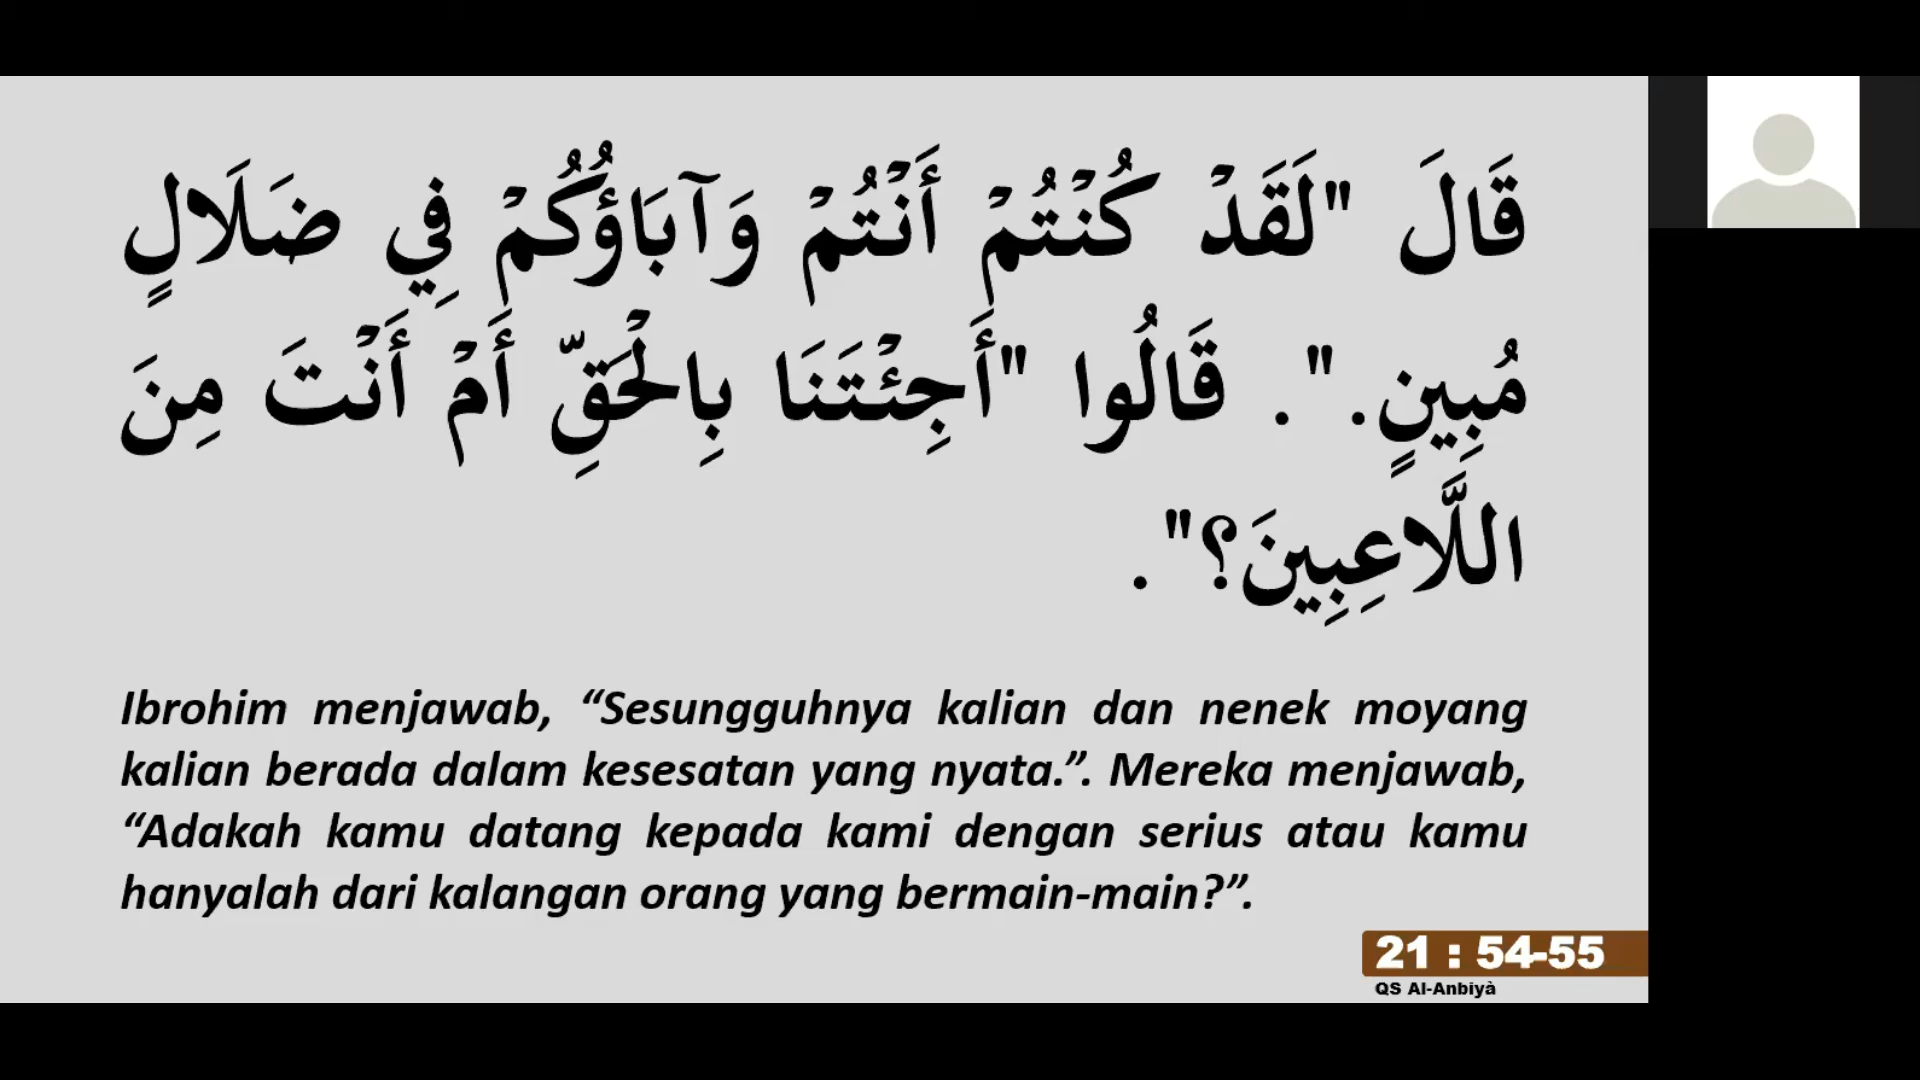 قَالَ "لَقَدْ كُنْتُمْ أَنْتُمْ وَآبَاؤُكُمْ فِي ضَلَالٍ
مُبِينٍ.". قَالُوا "أَجِئْتَنَا بِالْحَقِّ أَمْ أَنْتَ مِنَ
اللَّاعِبِينَ؟".
Ibrohim menjawab, “Sesungguhnya kalian dan nenek moyang
kalian berada dalam kesesatan yang nyata.”. Mereka menjawab,
“Adakah kamu datang kepada kami dengan serius atau kamu
hanyalah dari kalangan orang yang bermain-main?”.
21 : 54-55
QS Al-Anbiyà